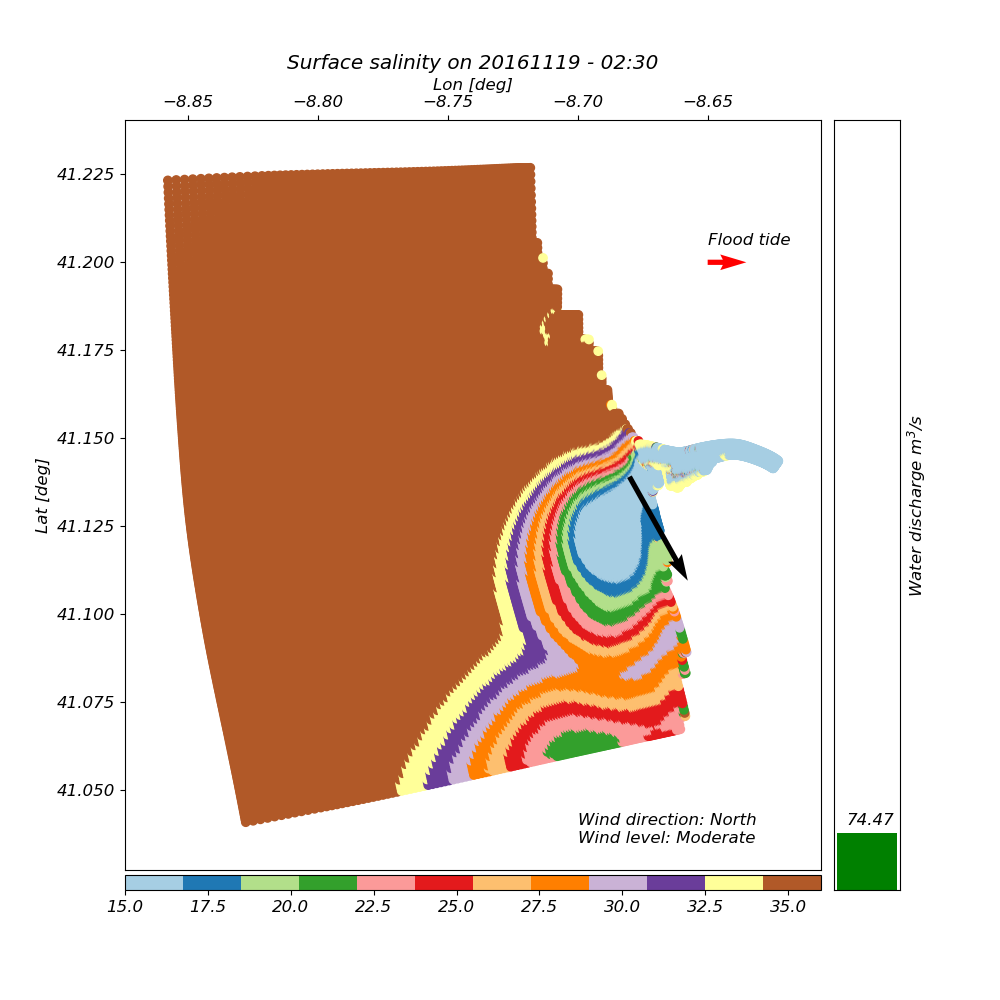 Surface salinity on 20161119 - 02:30
Lon [deg]
−8.85 −8.80 −8.75 −8.70 −8.65
41.225
41.200
41.175
41.150
41.125
41.100
41.075
41.050
Lat [deg]
Flood tide
Wind direction: North
Wind level: Moderate
74.47
Water discharge m³/s
15.0 17.5 20.0 22.5 25.0 27.5 30.0 32.5 35.0